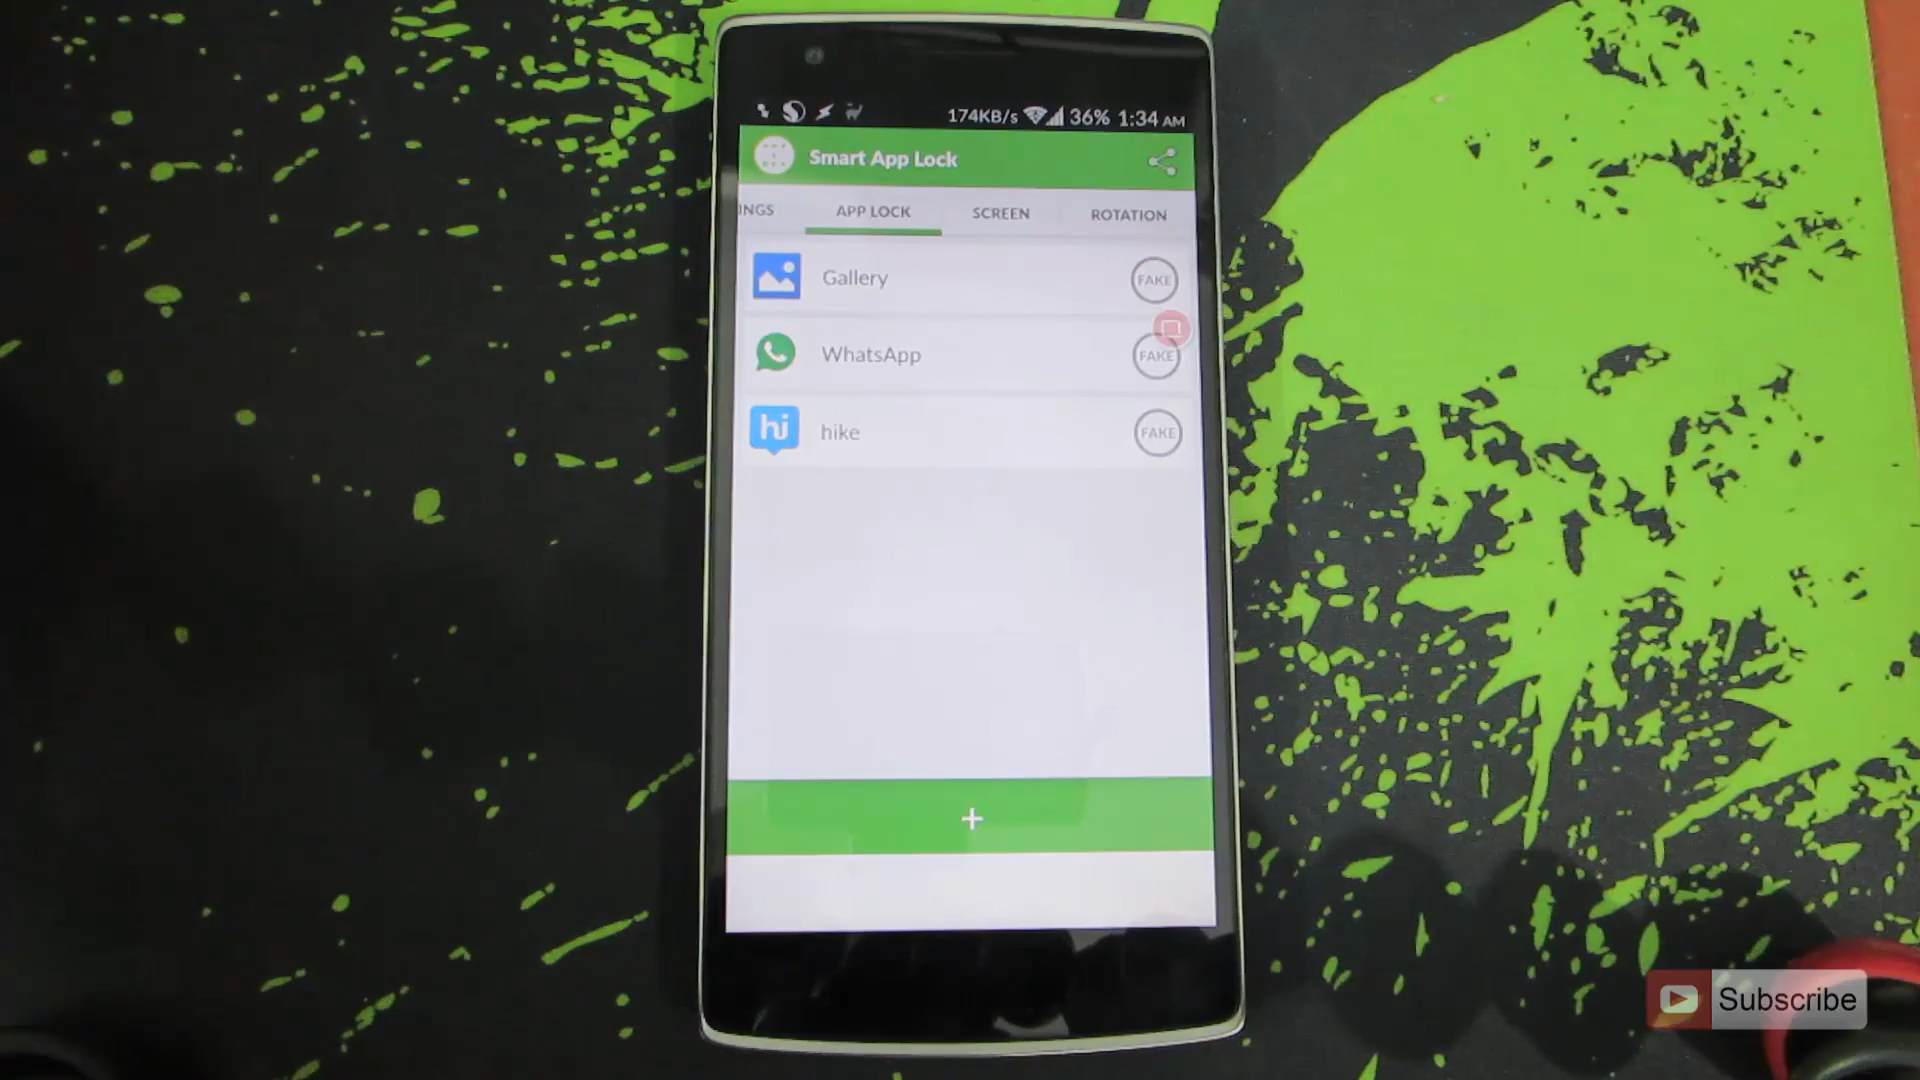 174KB/s 36% 1:34 AM
Smart App Lock
INGS APP LOCK SCREEN ROTATION
Gallery FAKE
WhatsApp FAKE
hi hike FAKE
+
Subscribe